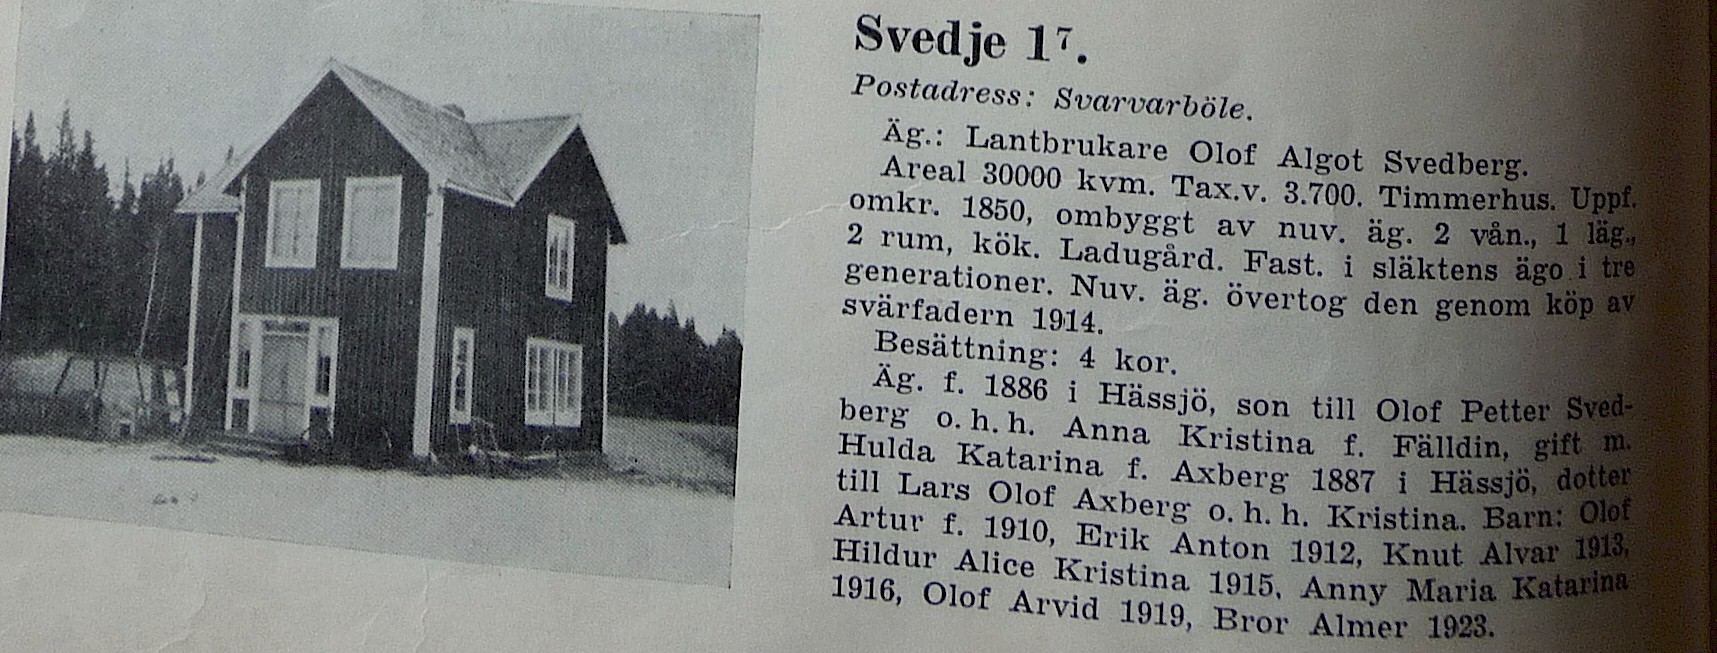 Svedje 1⁷.
Postadress: Svarvarböle.
Äg.: Lantbrukare Olof Algot Svedberg.
Areal 30000 kvm. Tax.v. 3.700. Timmerhus. Uppf.
omkr. 1850, ombyggt av nuv. äg. 2 vån., 1 läg.,
2 rum, kök. Ladugård. Fast. i släktens ägo i tre
generationer. Nuv. äg. övertog den genom köp av
svärfadern 1914.
Besättning: 4 kor.
Äg. f. 1886 i Hässjö, son till Olof Petter Sved-
berg o. h. h. Anna Kristina f. Fälldin, gift m.
Hulda Katarina f. Axberg 1887 i Hässjö, dotter
till Lars Olof Axberg o. h. h. Kristina. Barn: Olof
Artur f. 1910, Erik Anton 1912, Knut Alvar 1913,
Hildur Alice Kristina 1915, Anny Maria Katarina
1916, Olof Arvid 1919, Bror Almer 1923.